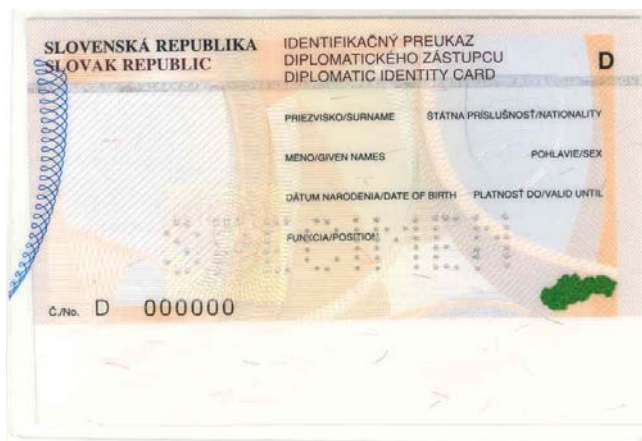 SLOVENSKÁ REPUBLIKA
SLOVAK REPUBLIC
IDENTIFIKAČNÝ PREUKAZ
DIPLOMATICKÉHO ZÁSTUPCU
DIPLOMATIC IDENTITY CARD
D
PRIEZVISKO/SURNAME ŠTÁTNA PRÍSLUŠNOSŤ/NATIONALITY
MENO/GIVEN NAMES POHLAVIE/SEX
DÁTUM NARODENIA/DATE OF BIRTH PLATNOSŤ DO/VALID UNTIL
FUNKCIA/POSITION
SPECIMEN
Č./No. D 000000